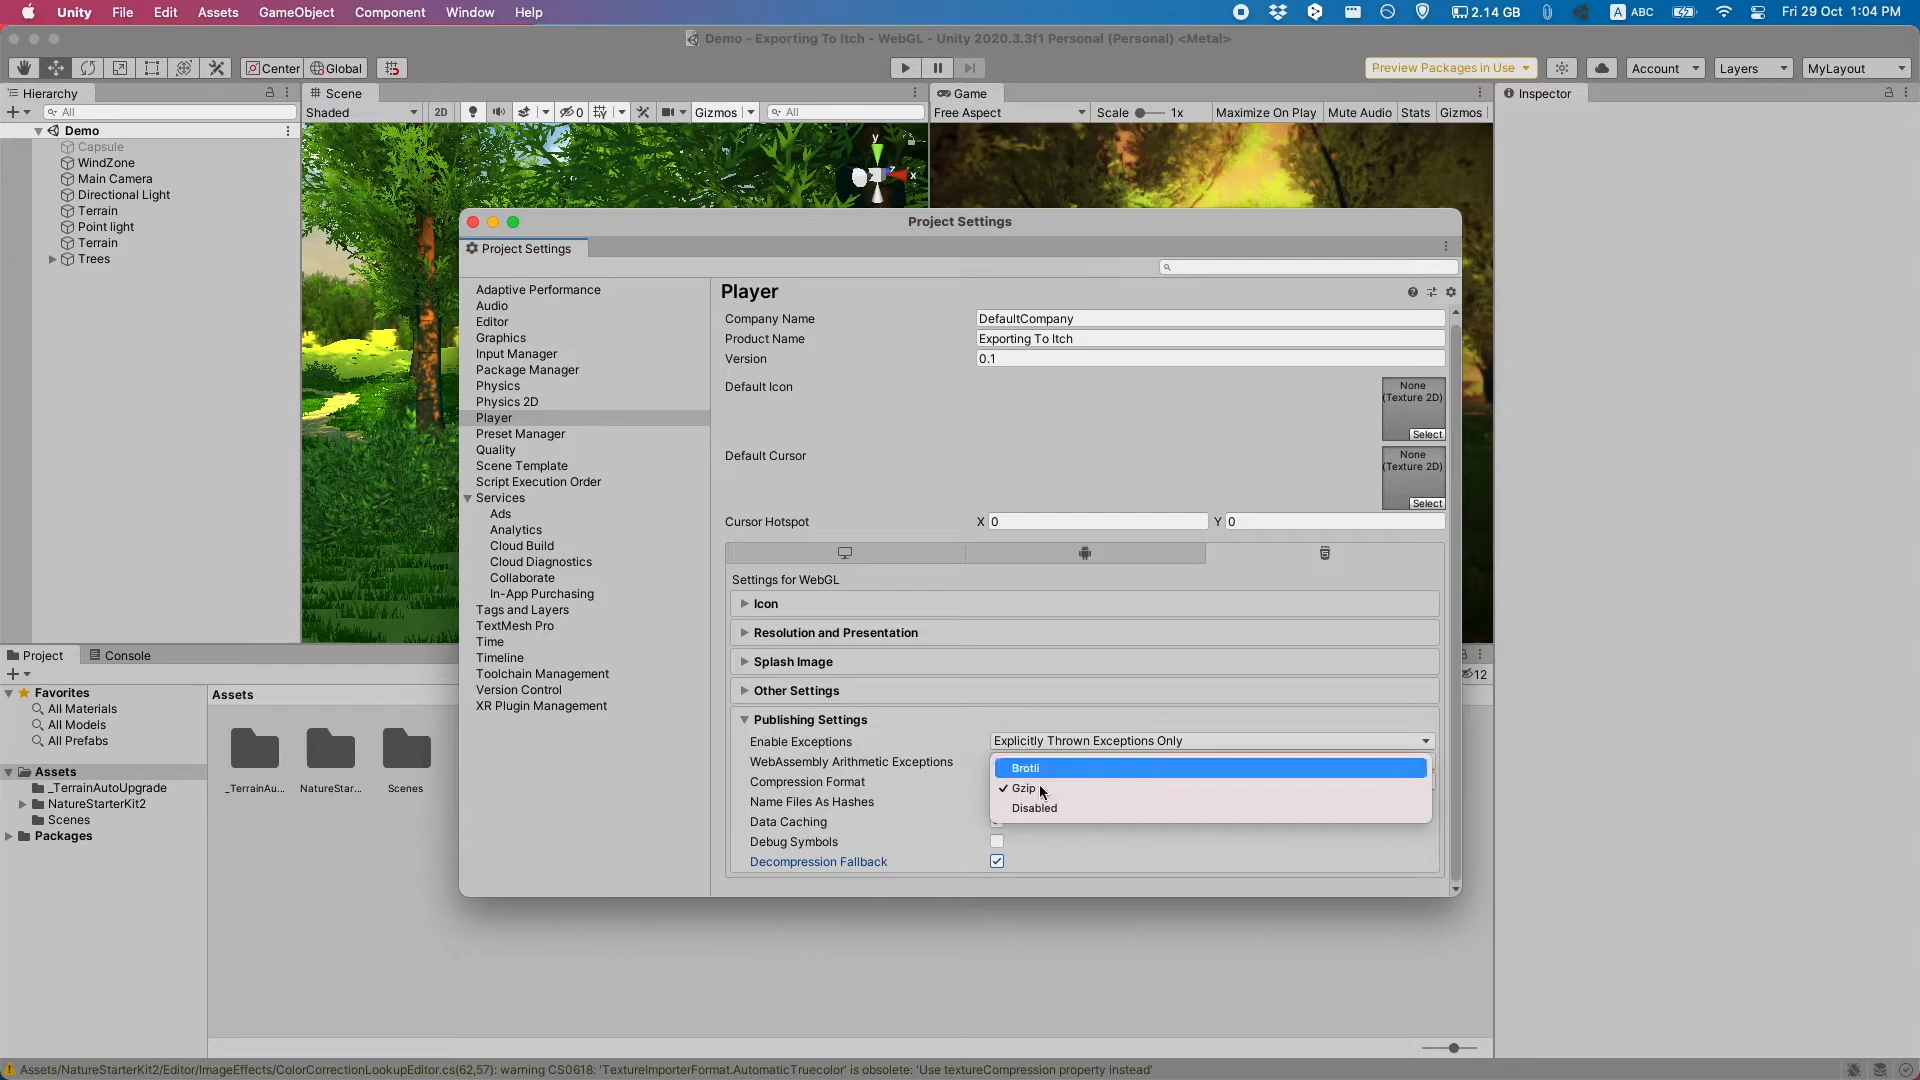 Unity File Edit Assets GameObject Component Window Help
2.14 GB
A ABC
Fri 29 Oct 1:04 PM
Demo - Exporting To Itch - WebGL - Unity 2020.3.3f1 Personal (Personal) <Metal>
Center Global
Preview Packages in Use
Account Layers MyLayout
Hierarchy
All
Demo
Capsule
WindZone
Main Camera
Directional Light
Terrain
Point light
Terrain
Trees
Scene
Shaded 2D 0 Gizmos All
y
z
x
Game
Free Aspect Scale 1x Maximize On Play Mute Audio Stats Gizmos
Inspector
Project Settings
Project Settings
Adaptive Performance
Audio
Editor
Graphics
Input Manager
Package Manager
Physics
Physics 2D
Player
Preset Manager
Quality
Scene Template
Script Execution Order
Services
Ads
Analytics
Cloud Build
Cloud Diagnostics
Collaborate
In-App Purchasing
Tags and Layers
TextMesh Pro
Time
Timeline
Toolchain Management
Version Control
XR Plugin Management
Player
Company Name DefaultCompany
Product Name Exporting To Itch
Version 0.1
Default Icon
None
(Texture 2D)
Select
Default Cursor
None
(Texture 2D)
Select
Cursor Hotspot X 0 Y 0
Settings for WebGL
Icon
Resolution and Presentation
Splash Image
Other Settings
Publishing Settings
Enable Exceptions Explicitly Thrown Exceptions Only
WebAssembly Arithmetic Exceptions
Compression Format
Name Files As Hashes
Data Caching
Debug Symbols
Decompression Fallback
Brotli
Gzip
Disabled
Project Console
12
Favorites
All Materials
All Models
All Prefabs
Assets
_TerrainAutoUpgrade
NatureStarterKit2
Scenes
Packages
Assets
_TerrainAu... NatureStar... Scenes
Assets/NatureStarterKit2/Editor/ImageEffects/ColorCorrectionLookupEditor.cs(62,57): warning CS0618: 'TextureImporterFormat.AutomaticTruecolor' is obsolete: 'Use textureCompression property instead'